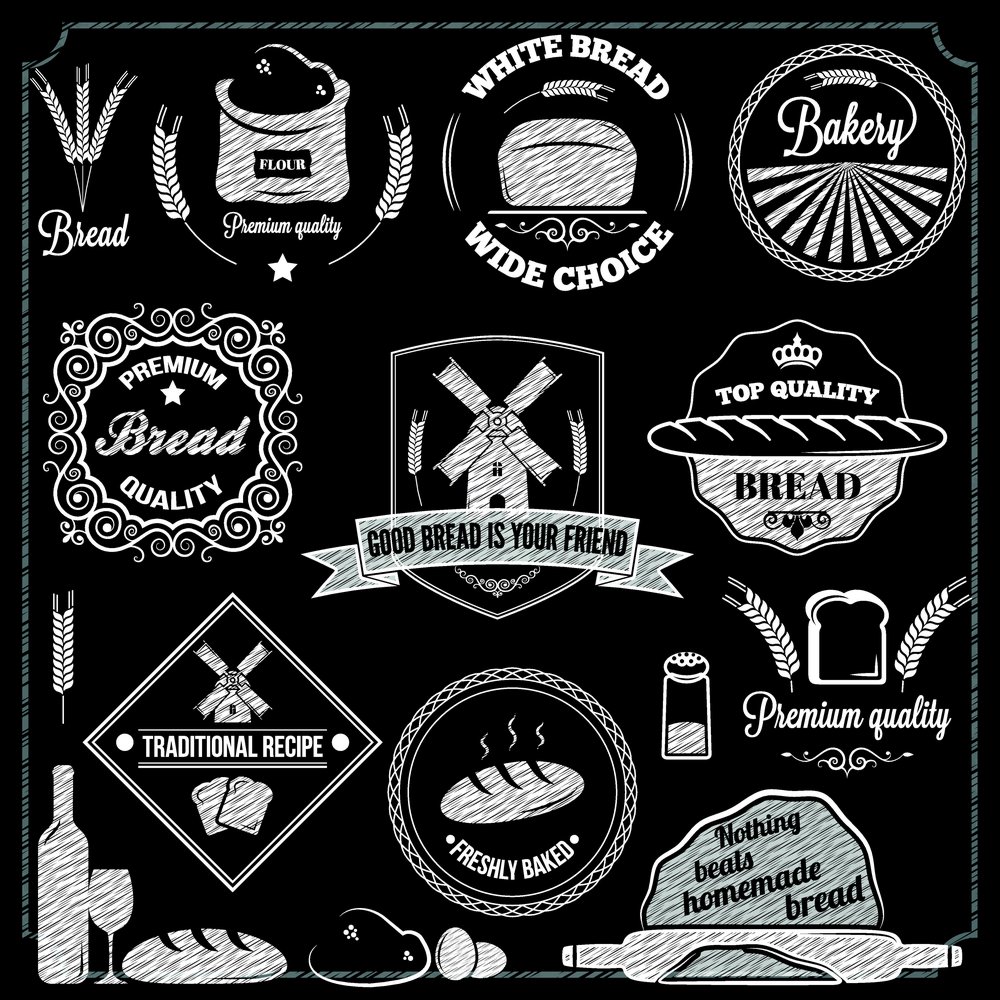 Bread
FLOUR
Premium quality
WHITE BREAD
WIDE CHOICE
Bakery
PREMIUM
Bread
QUALITY
GOOD BREAD IS YOUR FRIEND
TOP QUALITY
BREAD
TRADITIONAL RECIPE
•FRESHLY BAKED•
Premium quality
Nothing
beats
homemade
bread